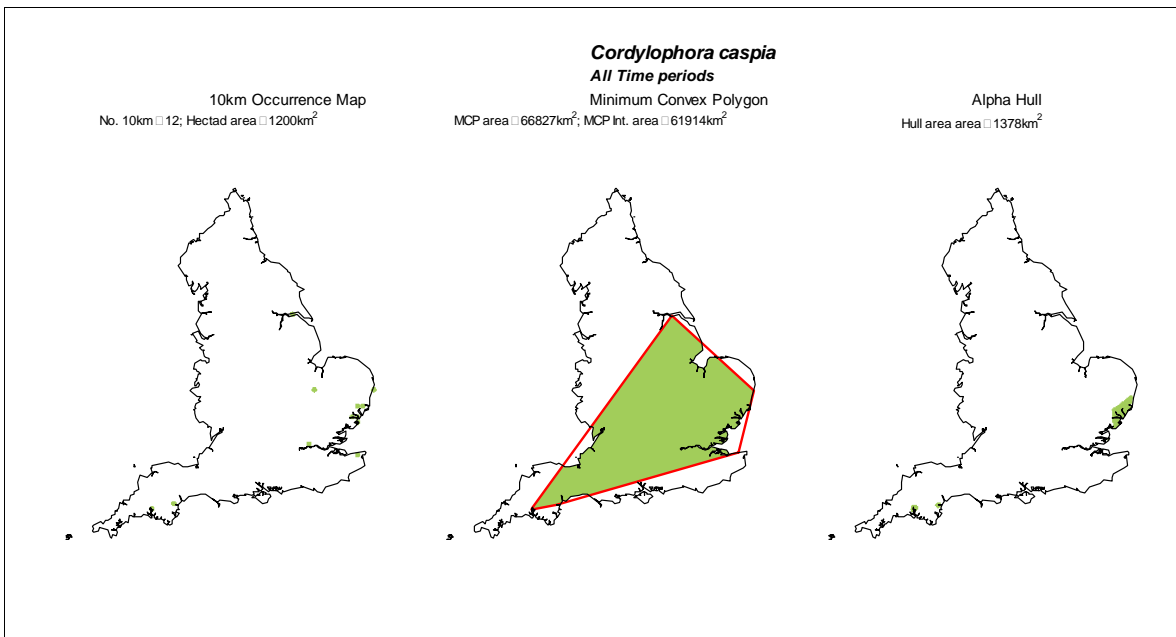 Cordylophora caspia
All Time periods
10km Occurrence Map
No. 10km □ 12; Hectad area □ 1200km²
Minimum Convex Polygon
MCP area □ 66827km²; MCP Int. area □ 61914km²
Alpha Hull
Hull area area □ 1378km²